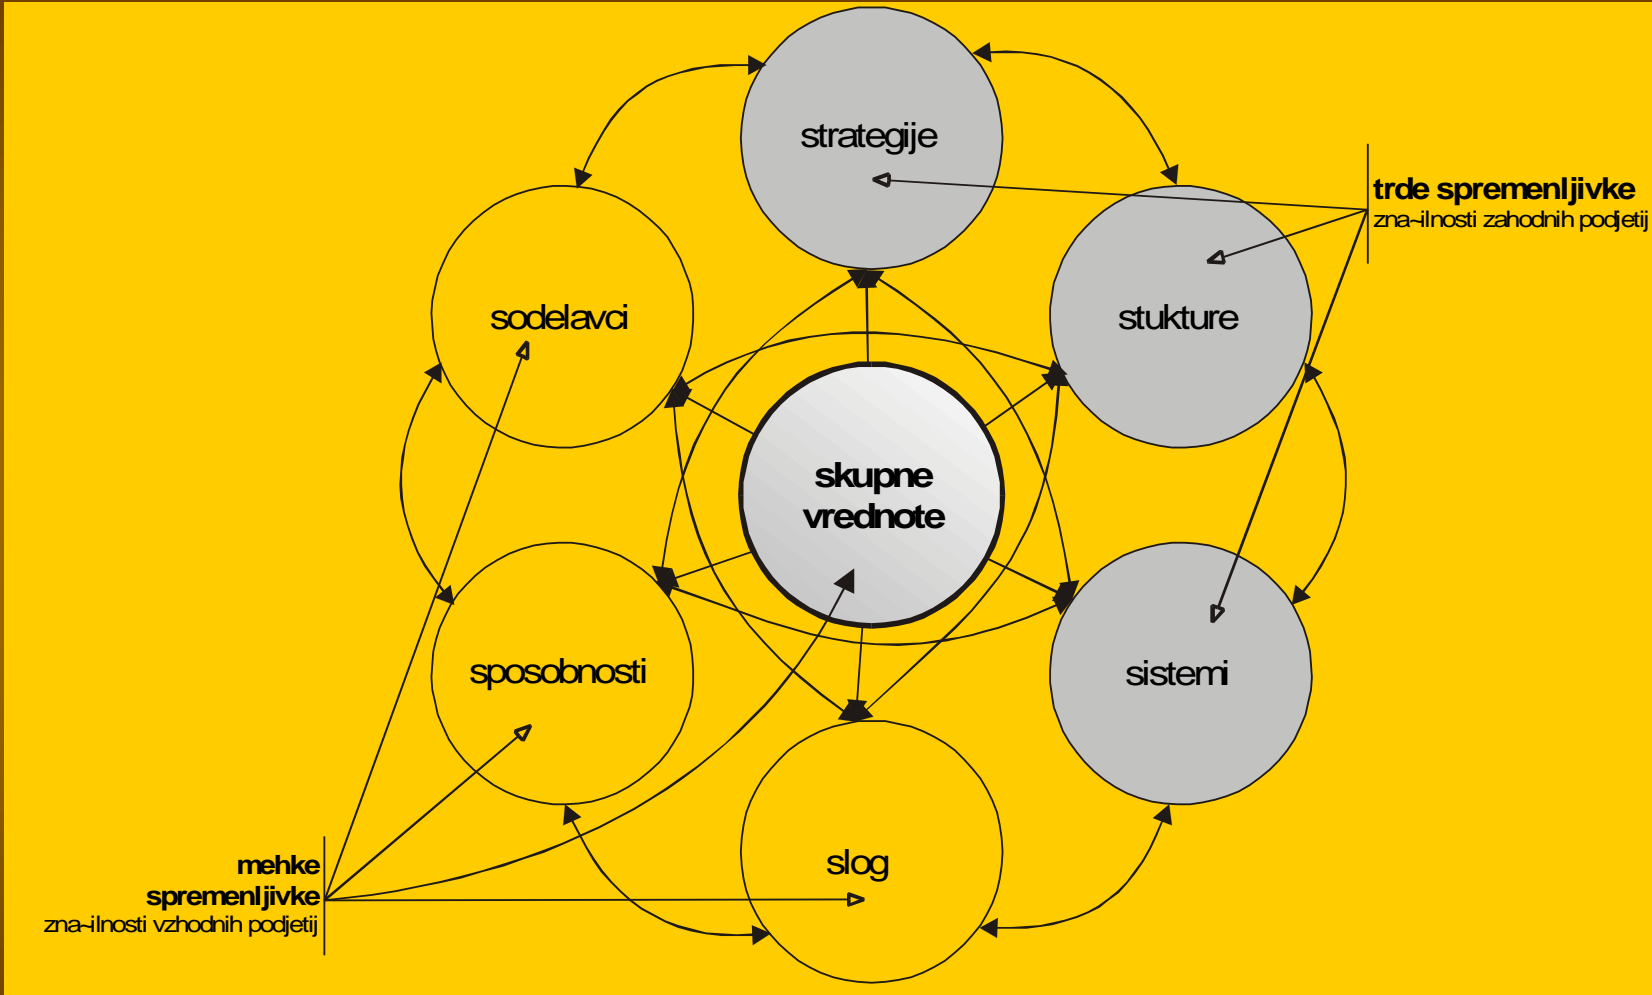 strategije
trde spremenljivke
zna~ilnosti zahodnih podjetij
sodelavci
stukture
skupne
vrednote
sposobnosti
sistemi
slog
mehke
spremenljivke
zna~ilnosti vzhodnih podjetij